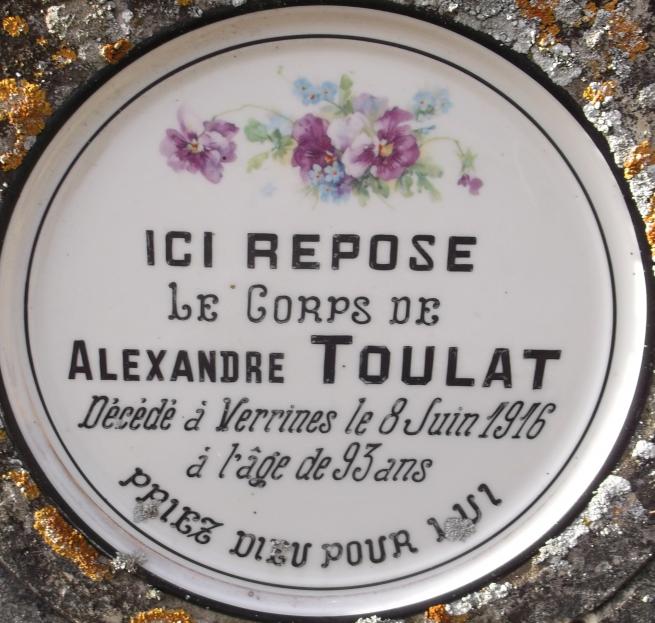 ICI REPOSE
LE CORPS DE
ALEXANDRE TOULAT
Décédé à Verrines le 8 Juin 1916
à l'âge de 93 ans
PRIEZ DIEU POUR LUI